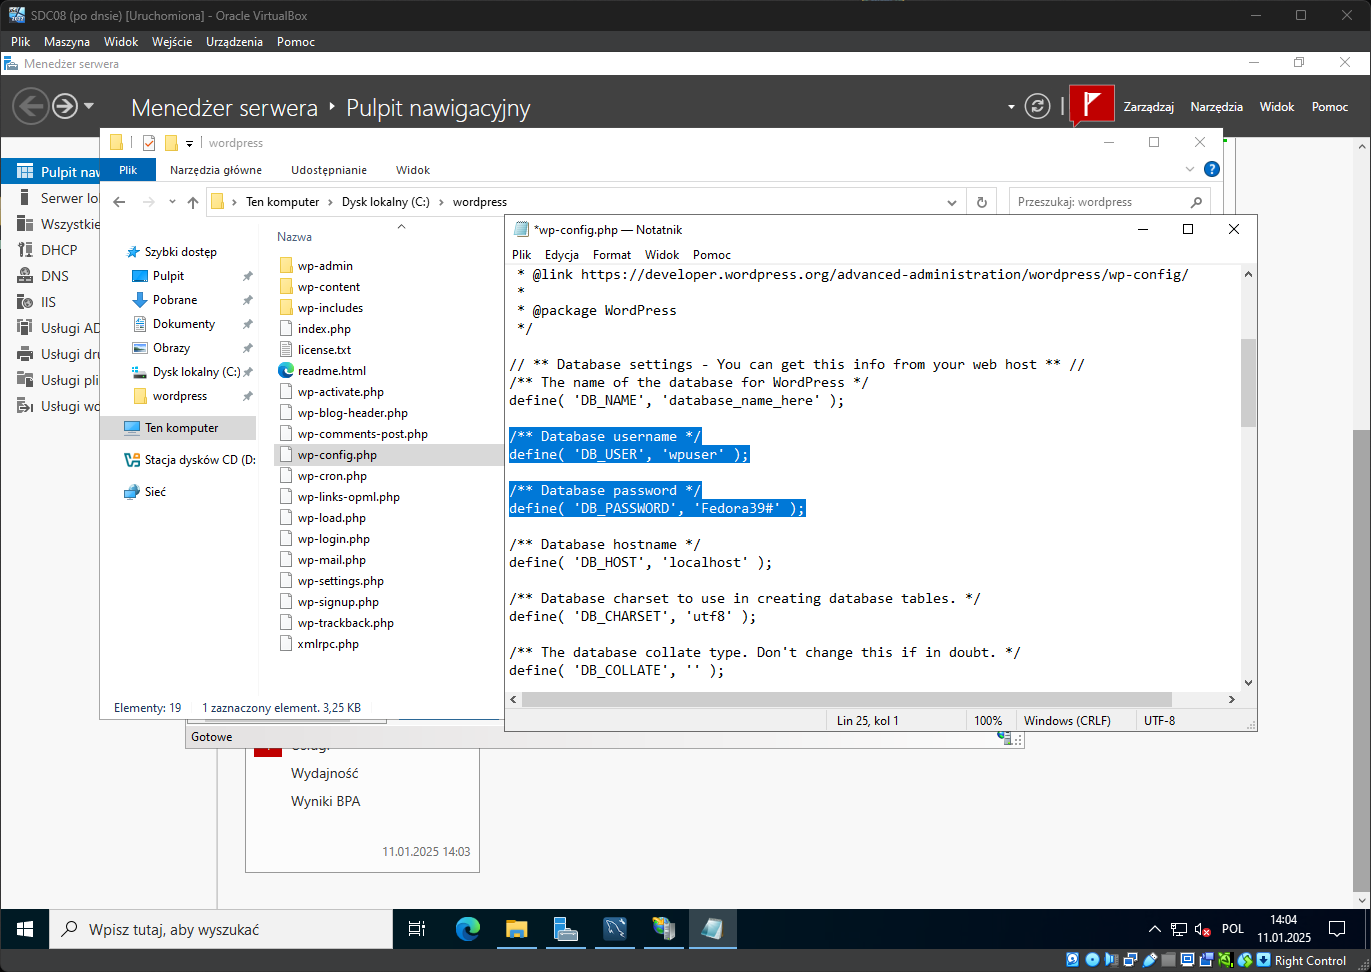 SDC08 (po dnsie) [Uruchomiona] - Oracle VirtualBox
Plik Maszyna Widok Wejście Urządzenia Pomoc
Menedżer serwera
Menedżer serwera Pulpit nawigacyjny
Zarządzaj Narzędzia Widok Pomoc
wordpress
Plik Narzędzia główne Udostępnianie Widok
Ten komputer Dysk lokalny (C:) wordpress
Przeszukaj: wordpress
Pulpit naw
Serwer lo
Wszystkie
DHCP
DNS
IIS
Usługi AD
Usługi dru
Usługi pli
Usługi wd
Szybki dostęp
Pulpit
Pobrane
Dokumenty
Obrazy
Dysk lokalny (C:)
wordpress
Ten komputer
Stacja dysków CD (D:
Sieć
Nazwa
wp-admin
wp-content
wp-includes
index.php
license.txt
readme.html
wp-activate.php
wp-blog-header.php
wp-comments-post.php
wp-config.php
wp-cron.php
wp-links-opml.php
wp-load.php
wp-login.php
wp-mail.php
wp-settings.php
wp-signup.php
wp-trackback.php
xmlrpc.php
Elementy: 19 1 zaznaczony element. 3,25 KB
*wp-config.php — Notatnik
Plik Edycja Format Widok Pomoc
* @link https://developer.wordpress.org/advanced-administration/wordpress/wp-config/
*
* @package WordPress
*/
// ** Database settings - You can get this info from your web host ** //
/** The name of the database for WordPress */
define( 'DB_NAME', 'database_name_here' );
/** Database username */
define( 'DB_USER', 'wpuser' );
/** Database password */
define( 'DB_PASSWORD', 'Fedora39#' );
/** Database hostname */
define( 'DB_HOST', 'localhost' );
/** Database charset to use in creating database tables. */
define( 'DB_CHARSET', 'utf8' );
/** The database collate type. Don't change this if in doubt. */
define( 'DB_COLLATE', '' );
Lin 25, kol 1 100% Windows (CRLF) UTF-8
Gotowe
Usługi
Wydajność
Wyniki BPA
11.01.2025 14:03
Wpisz tutaj, aby wyszukać
POL
14:04
11.01.2025
Right Control